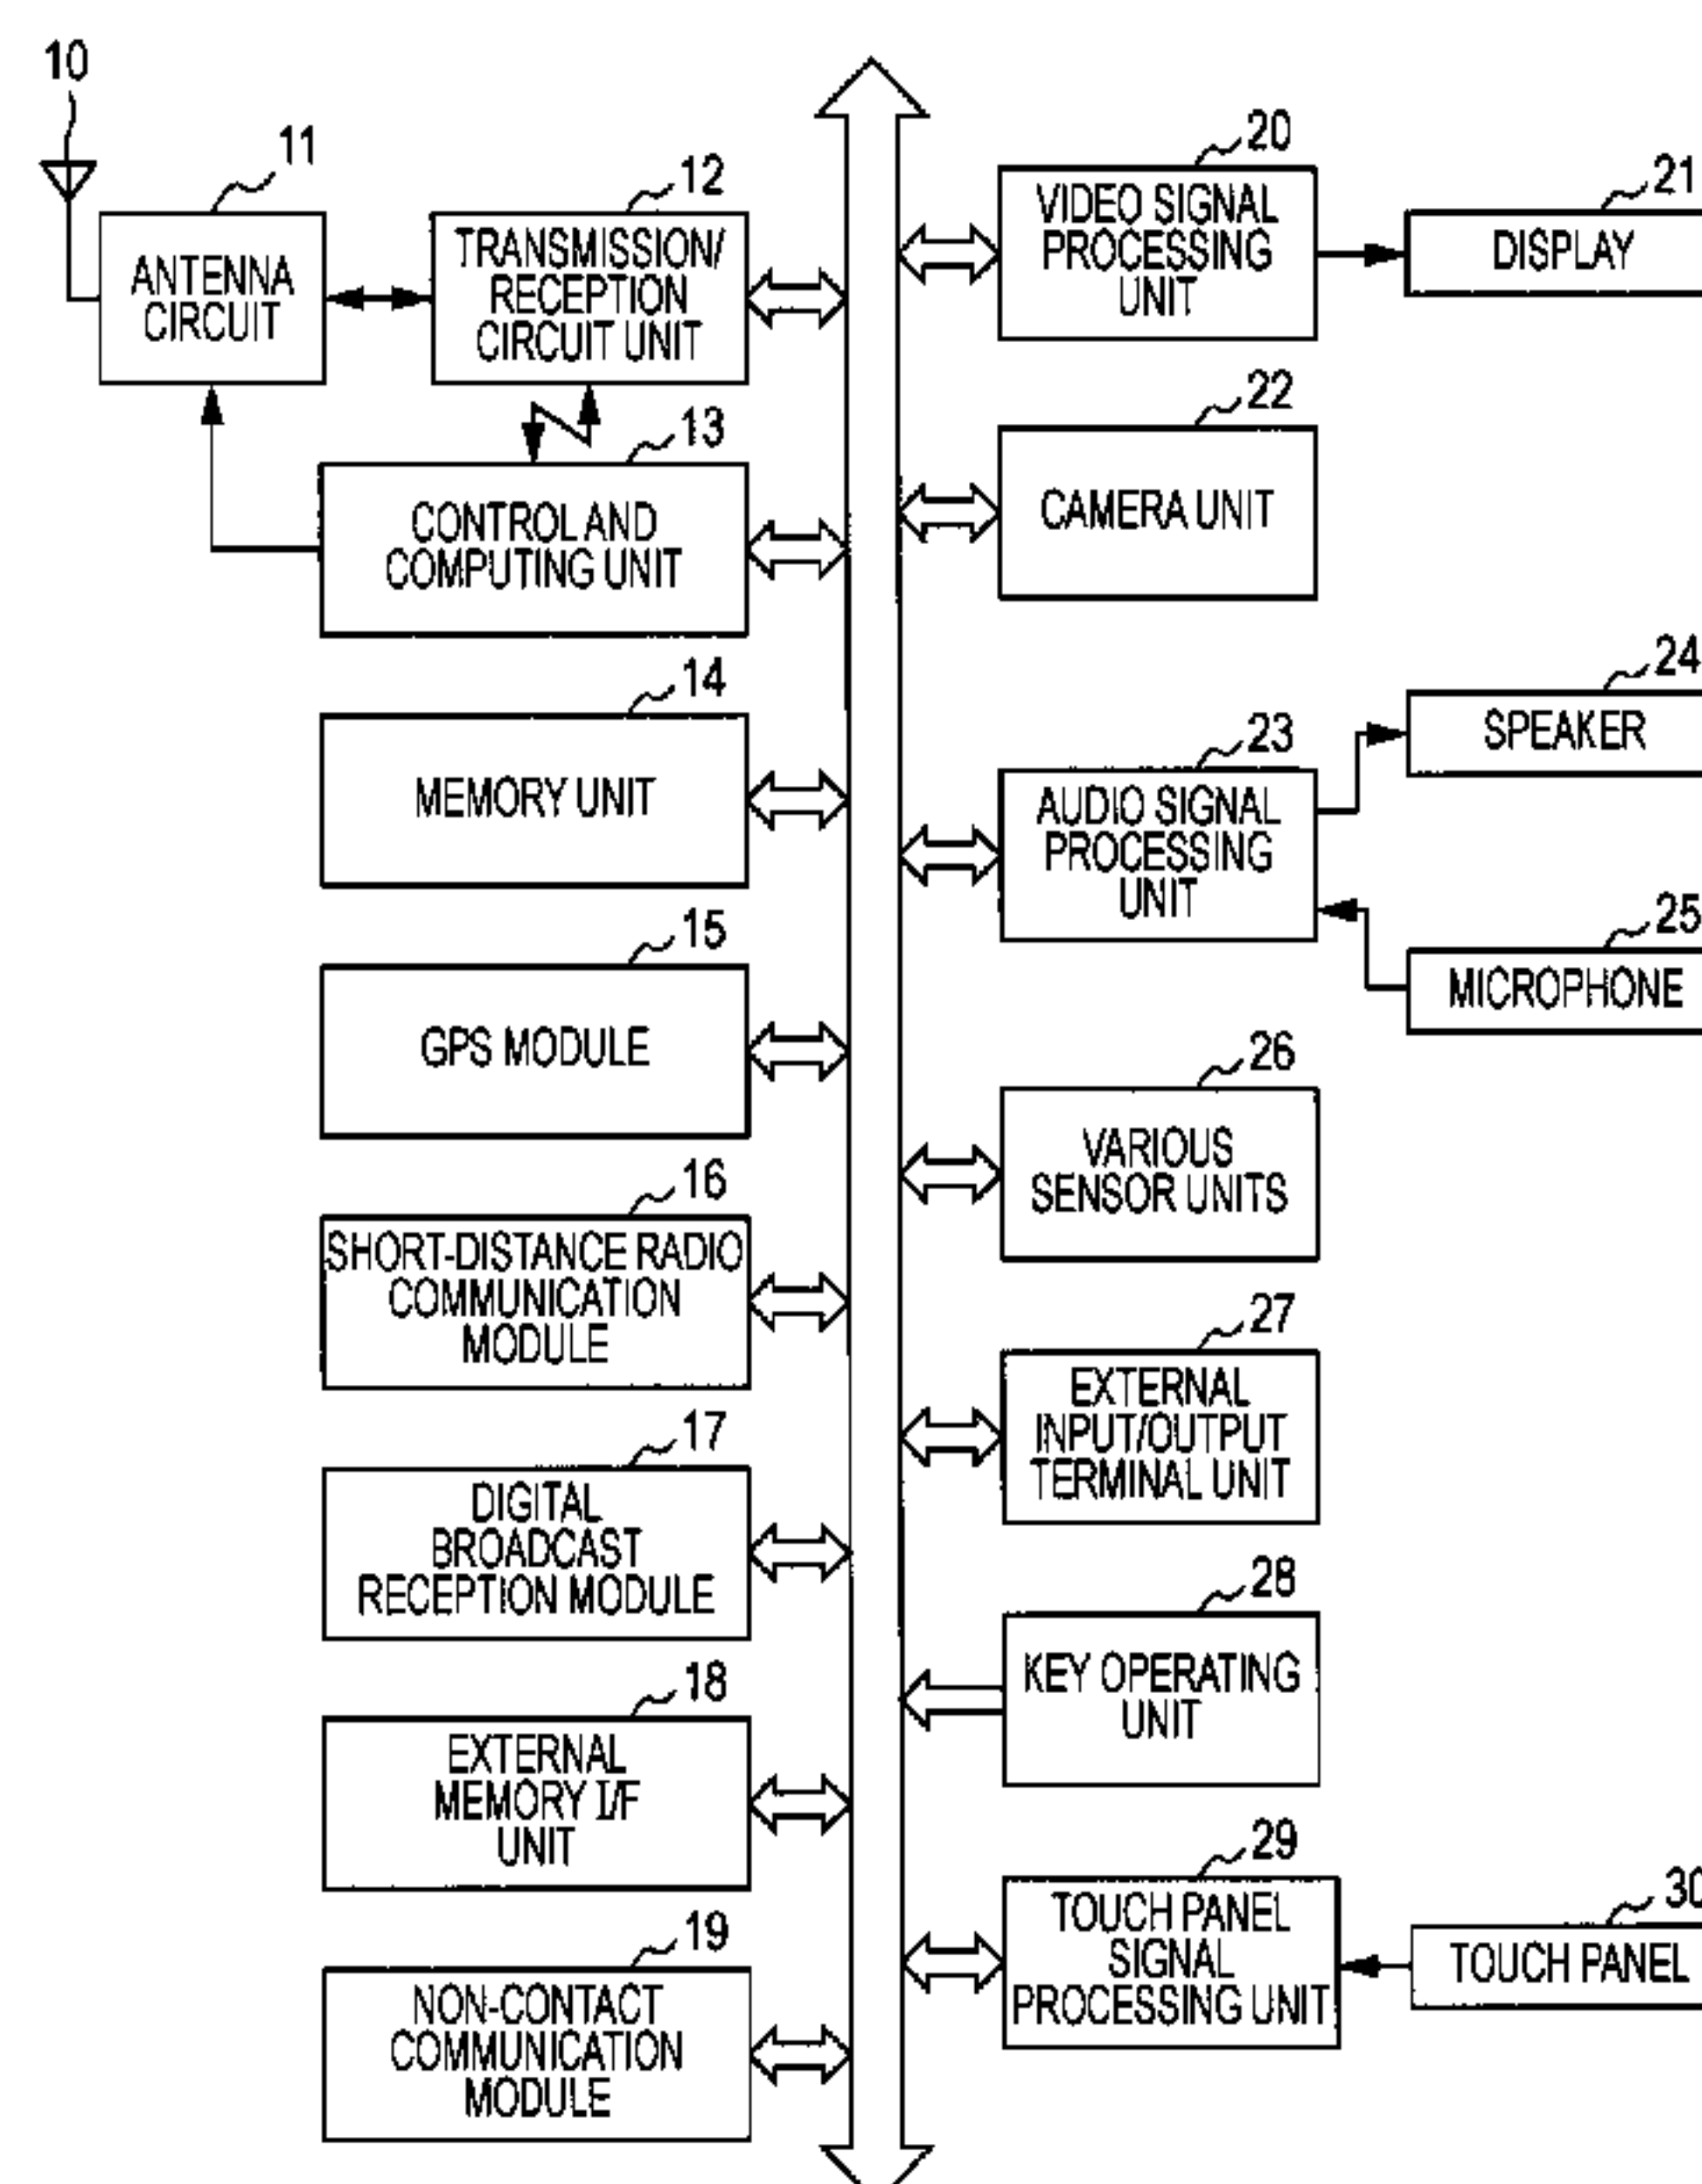 10
11
ANTENNA
CIRCUIT
12
TRANSMISSION/
RECEPTION
CIRCUIT UNIT
13
CONTROL AND
COMPUTING UNIT
14
MEMORY UNIT
15
GPS MODULE
16
SHORT-DISTANCE RADIO
COMMUNICATION
MODULE
17
DIGITAL
BROADCAST
RECEPTION MODULE
18
EXTERNAL
MEMORY I/F
UNIT
19
NON-CONTACT
COMMUNICATION
MODULE
20
VIDEO SIGNAL
PROCESSING
UNIT
21
DISPLAY
22
CAMERA UNIT
23
AUDIO SIGNAL
PROCESSING
UNIT
24
SPEAKER
25
MICROPHONE
26
VARIOUS
SENSOR UNITS
27
EXTERNAL
INPUT/OUTPUT
TERMINAL UNIT
28
KEY OPERATING
UNIT
29
TOUCH PANEL
SIGNAL
PROCESSING UNIT
30
TOUCH PANEL